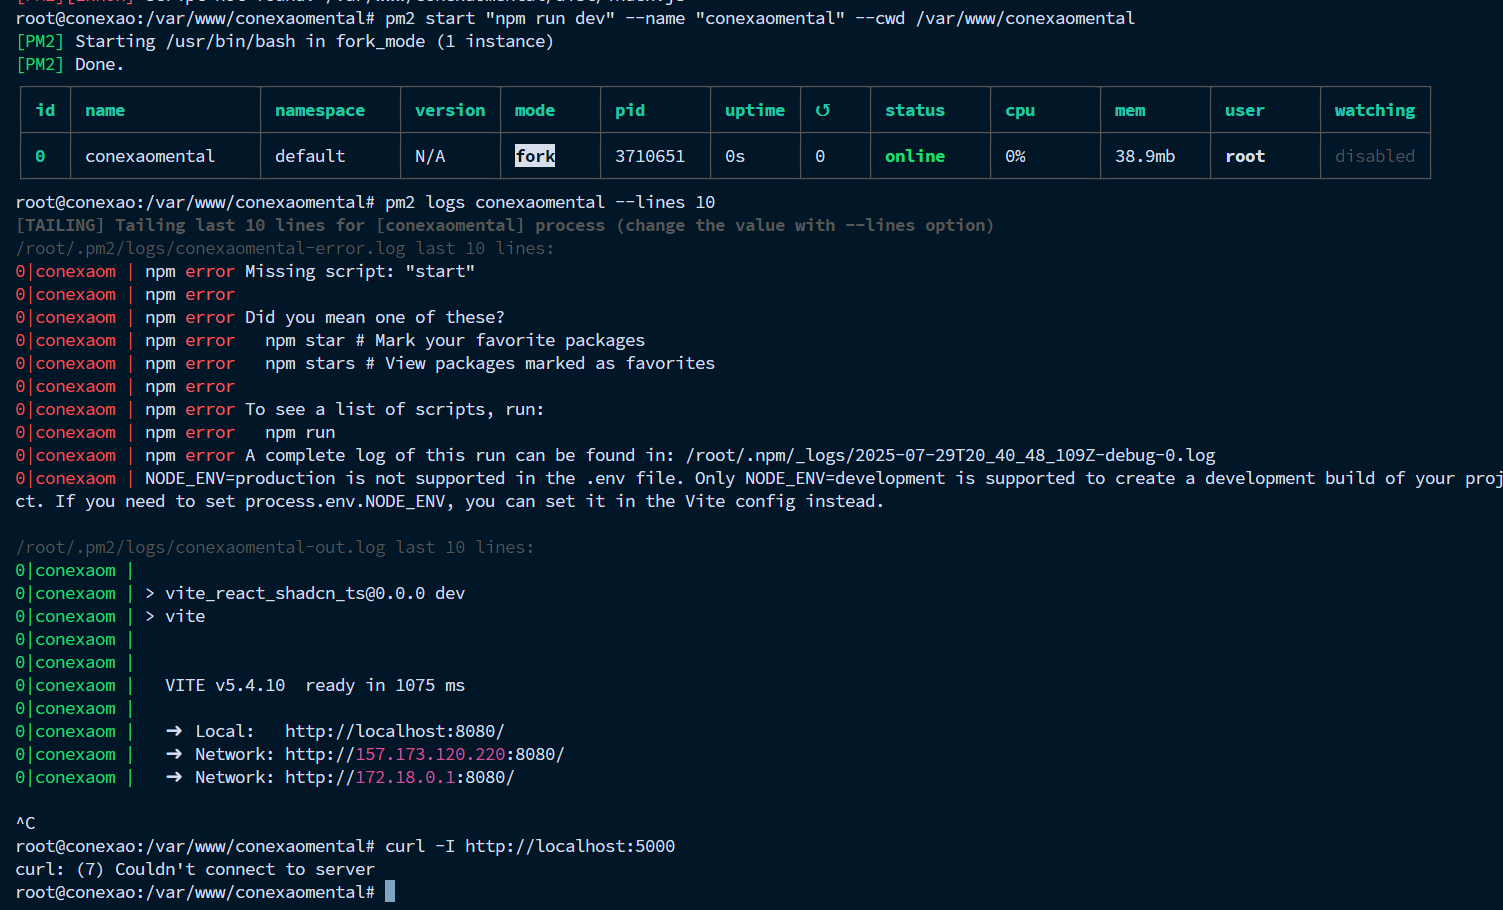 root@conexao:/var/www/conexaomental# pm2 start "npm run dev" --name "conexaomental" --cwd /var/www/conexaomental
[PM2] Starting /usr/bin/bash in fork_mode (1 instance)
[PM2] Done.
id name namespace version mode pid uptime ↺ status cpu mem user watching
0 conexaomental default N/A fork 3710651 0s 0 online 0% 38.9mb root disabled
root@conexao:/var/www/conexaomental# pm2 logs conexaomental --lines 10
[TAILING] Tailing last 10 lines for [conexaomental] process (change the value with --lines option)
/root/.pm2/logs/conexaomental-error.log last 10 lines:
0|conexaom | npm error Missing script: "start"
0|conexaom | npm error
0|conexaom | npm error Did you mean one of these?
0|conexaom | npm error   npm star # Mark your favorite packages
0|conexaom | npm error   npm stars # View packages marked as favorites
0|conexaom | npm error
0|conexaom | npm error To see a list of scripts, run:
0|conexaom | npm error   npm run
0|conexaom | npm error A complete log of this run can be found in: /root/.npm/_logs/2025-07-29T20_40_48_109Z-debug-0.log
0|conexaom | NODE_ENV=production is not supported in the .env file. Only NODE_ENV=development is supported to create a development build of your proj
ct. If you need to set process.env.NODE_ENV, you can set it in the Vite config instead.
/root/.pm2/logs/conexaomental-out.log last 10 lines:
0|conexaom |
0|conexaom | > vite_react_shadcn_ts@0.0.0 dev
0|conexaom | > vite
0|conexaom |
0|conexaom |
0|conexaom |   VITE v5.4.10  ready in 1075 ms
0|conexaom |
0|conexaom |   ➜ Local:   http://localhost:8080/
0|conexaom |   ➜ Network: http://157.173.120.220:8080/
0|conexaom |   ➜ Network: http://172.18.0.1:8080/
^C
root@conexao:/var/www/conexaomental# curl -I http://localhost:5000
curl: (7) Couldn't connect to server
root@conexao:/var/www/conexaomental#